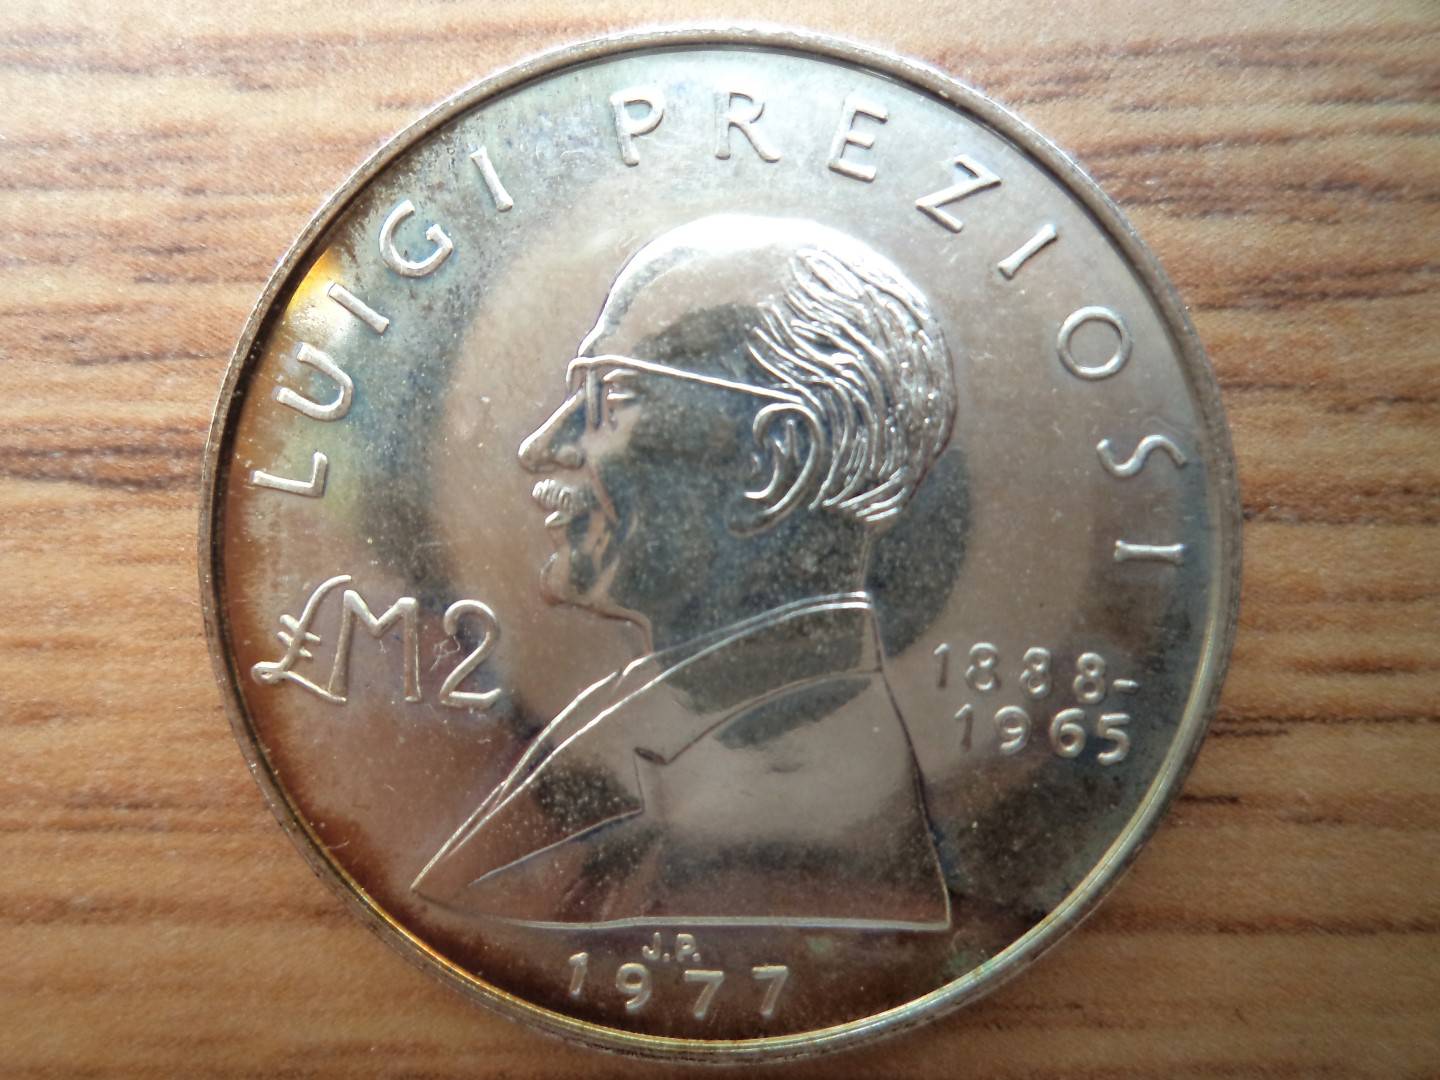 LUIGI PREZIOSI
£M2
1888-
1965
J.P.
1977